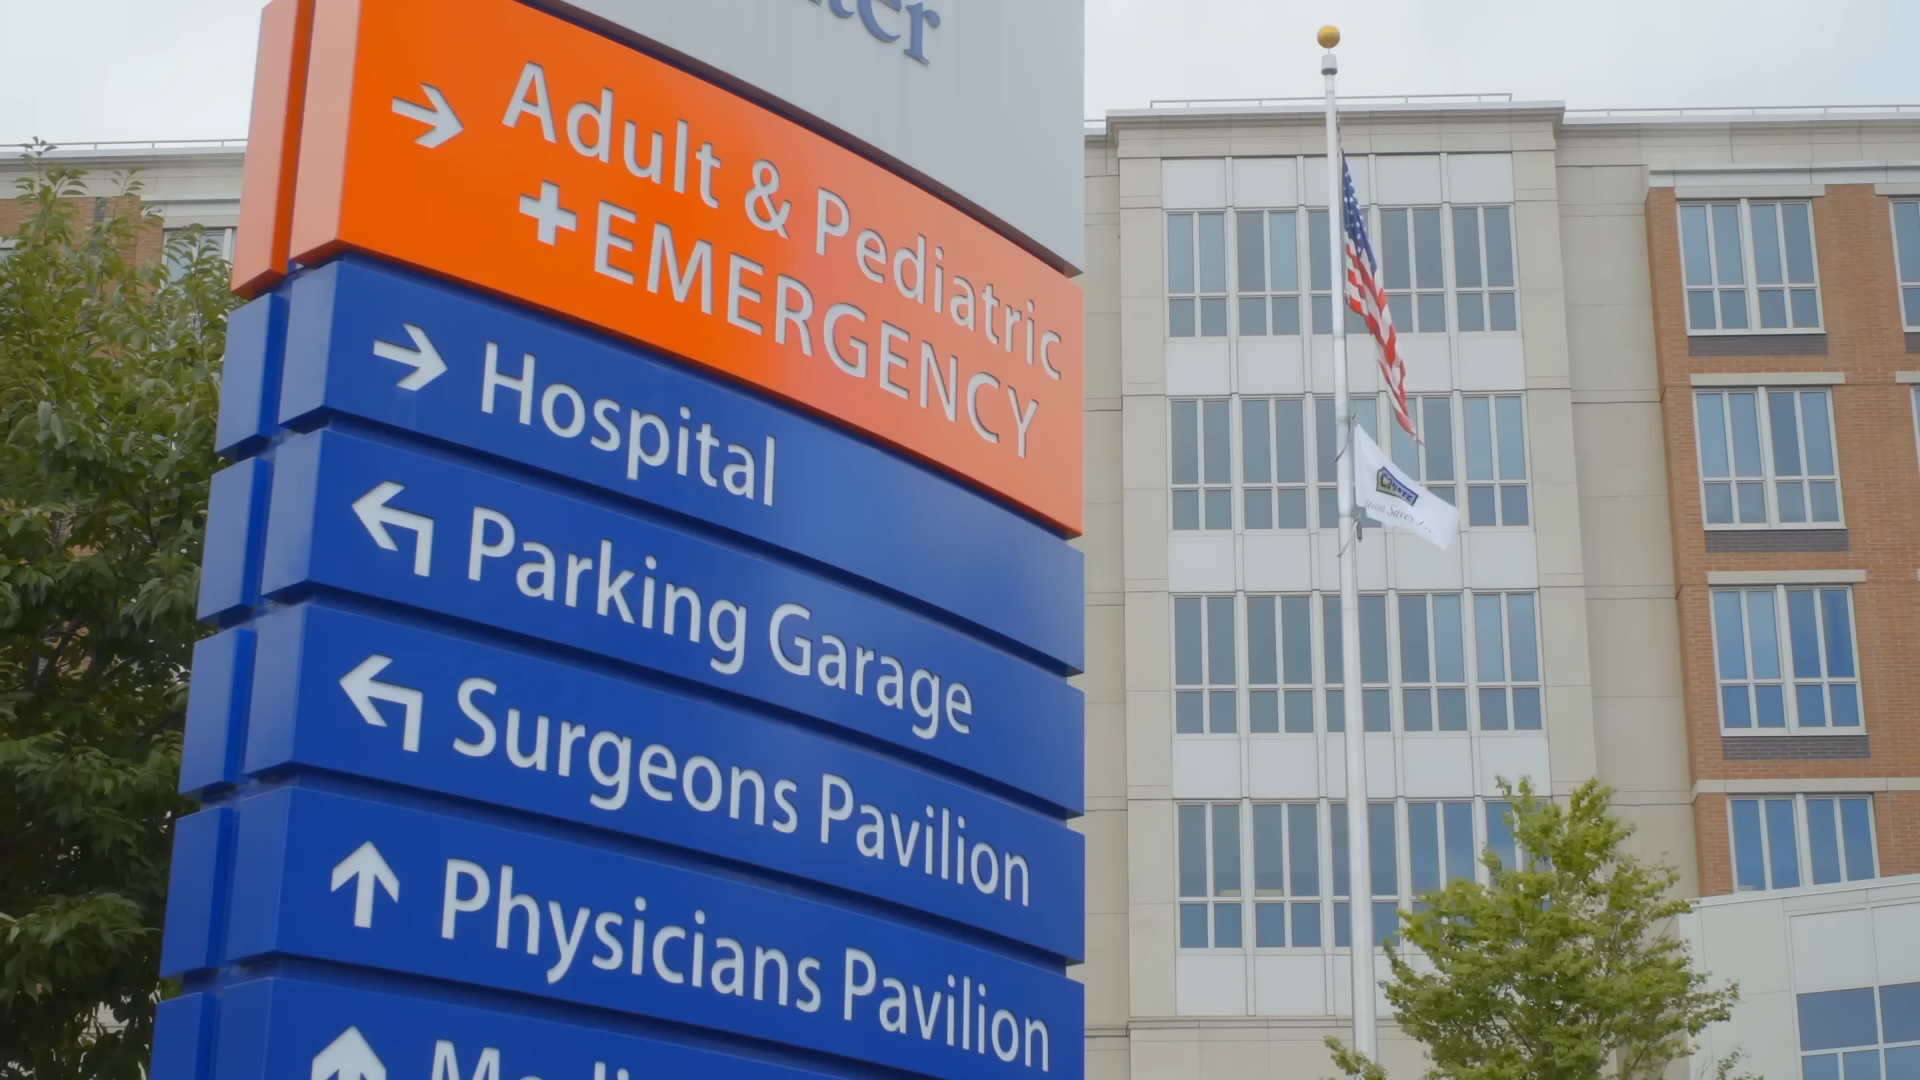 Adult & Pediatric
EMERGENCY
Hospital
Parking Garage
Surgeons Pavilion
Physicians Pavilion